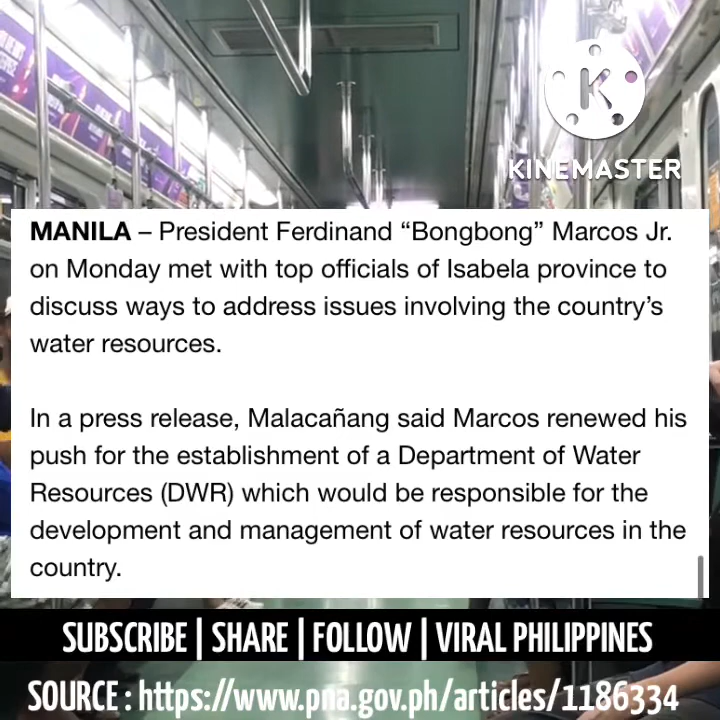 KINEMASTER
MANILA – President Ferdinand “Bongbong” Marcos Jr.
on Monday met with top officials of Isabela province to
discuss ways to address issues involving the country’s
water resources.
In a press release, Malacañang said Marcos renewed his
push for the establishment of a Department of Water
Resources (DWR) which would be responsible for the
development and management of water resources in the
country.
SUBSCRIBE | SHARE | FOLLOW | VIRAL PHILIPPINES
SOURCE : https://www.pna.gov.ph/articles/1186334